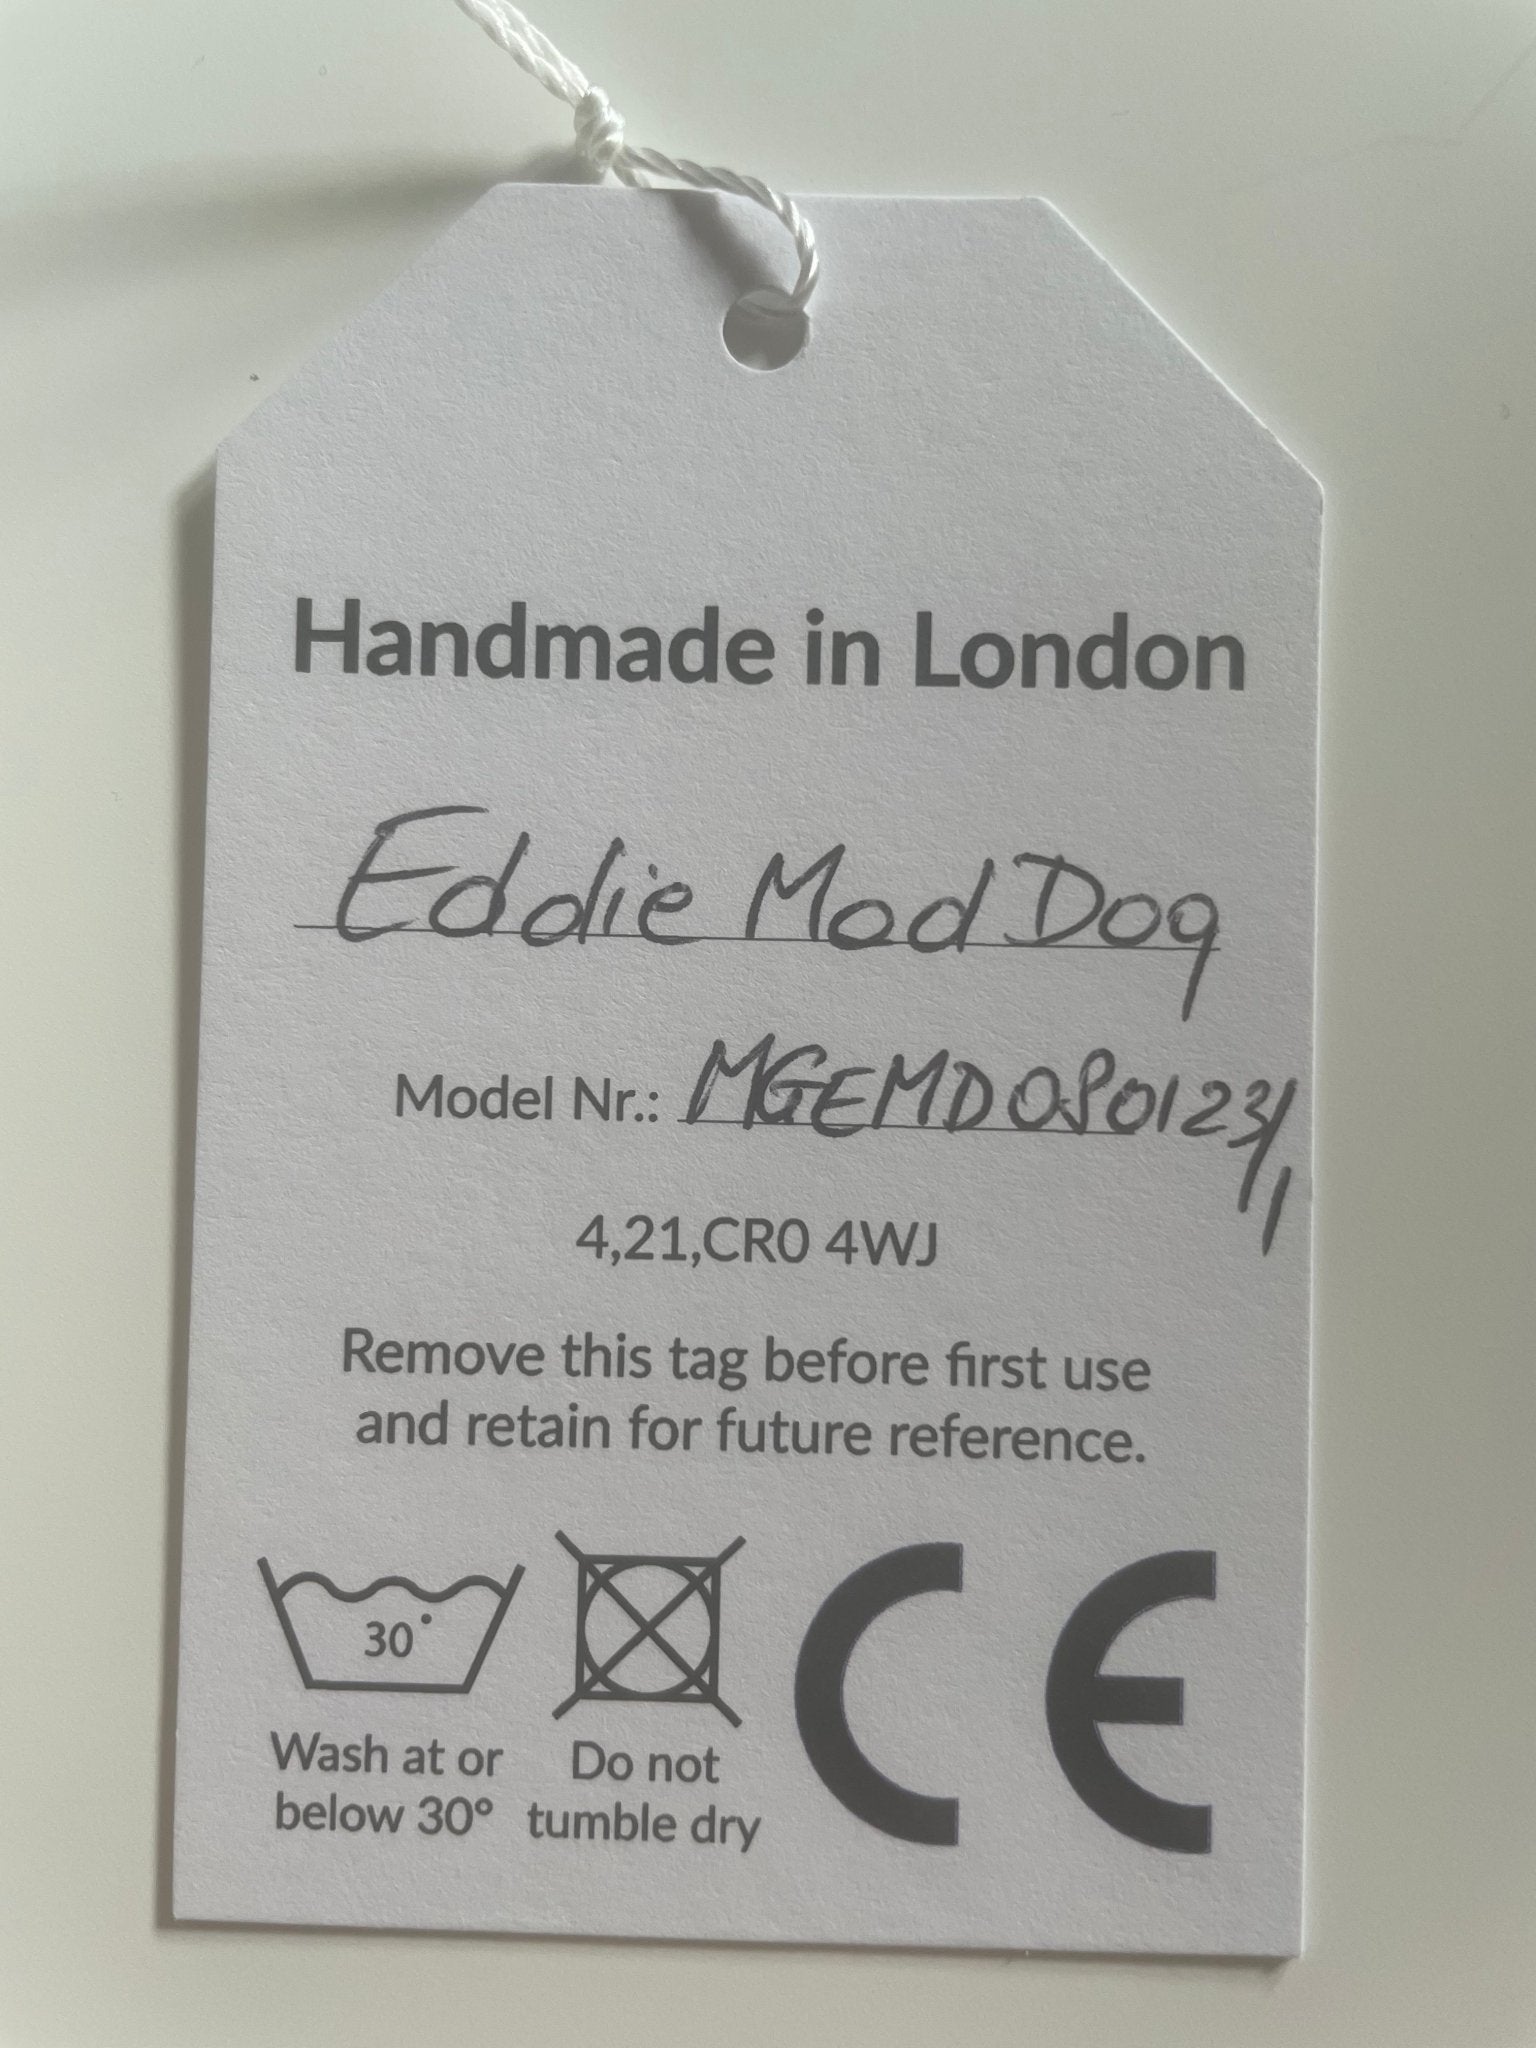 Handmade in London
Eddie Mod Dog
Model Nr.: MGEMD080123/1
4,21,CR0 4WJ
Remove this tag before first use
and retain for future reference.
30°
CE
Wash at or
below 30°
Do not
tumble dry